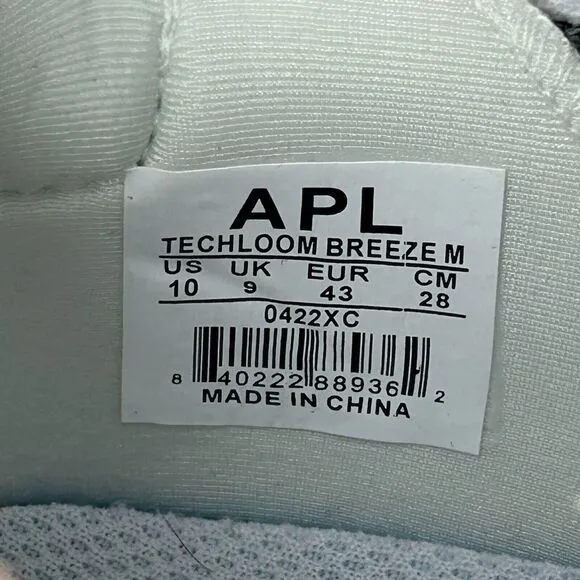 APL
TECHLOOM BREEZE M
US UK EUR CM
10 9 43 28
0422XC
8 40222 88936 2
MADE IN CHINA